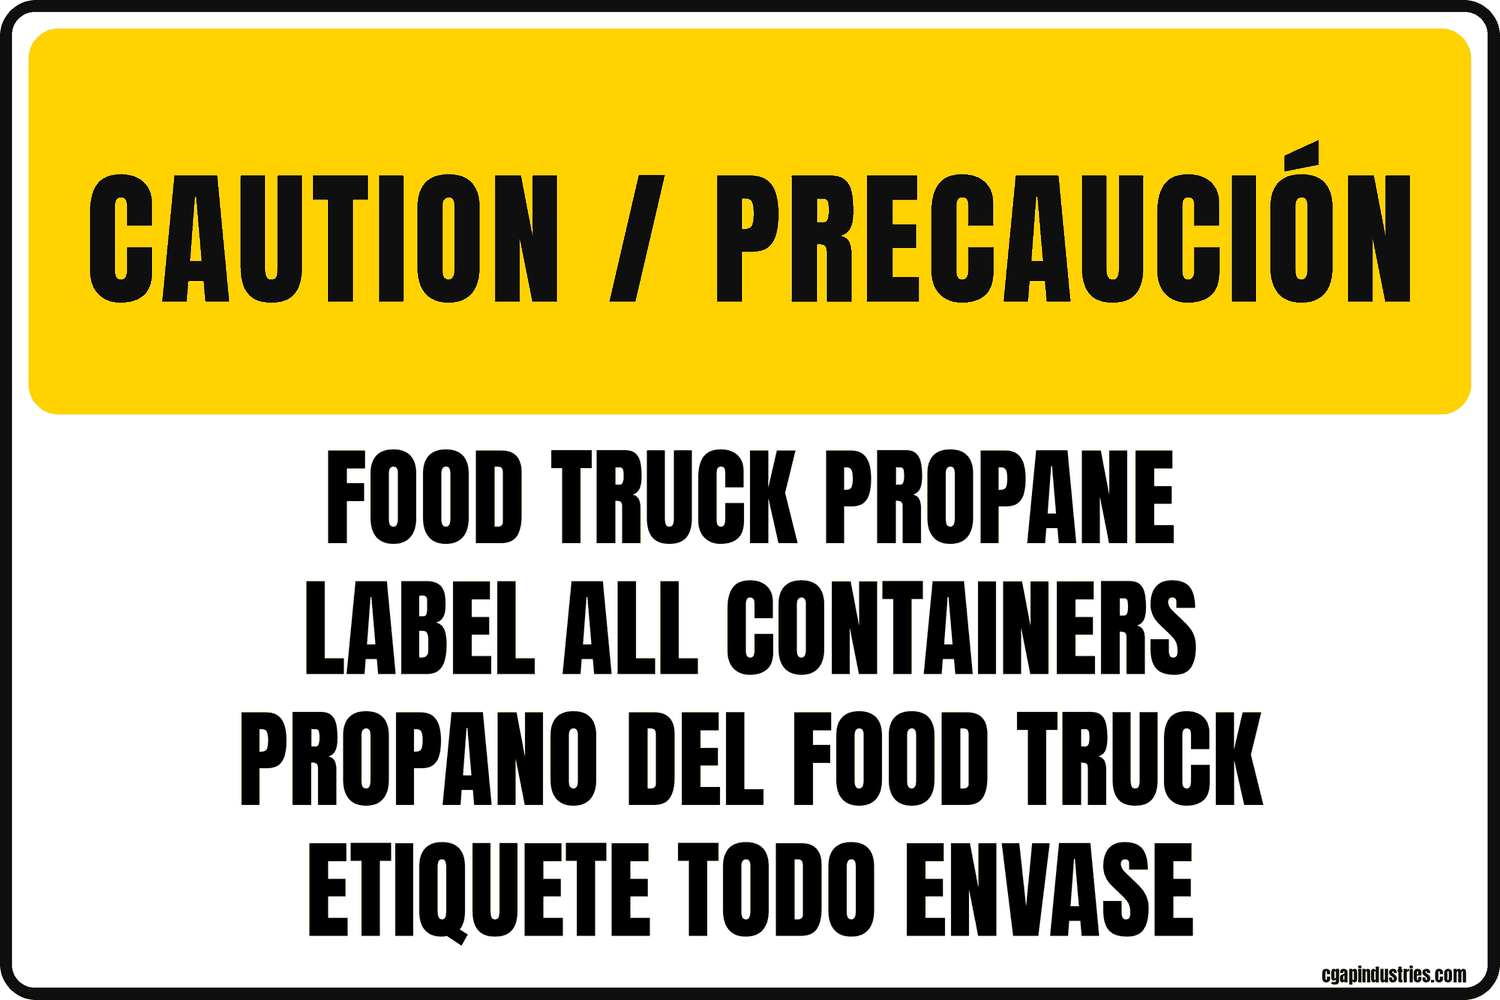 CAUTION / PRECAUCIÓN
FOOD TRUCK PROPANE
LABEL ALL CONTAINERS
PROPANO DEL FOOD TRUCK
ETIQUETE TODO ENVASE
cgapindustries.com